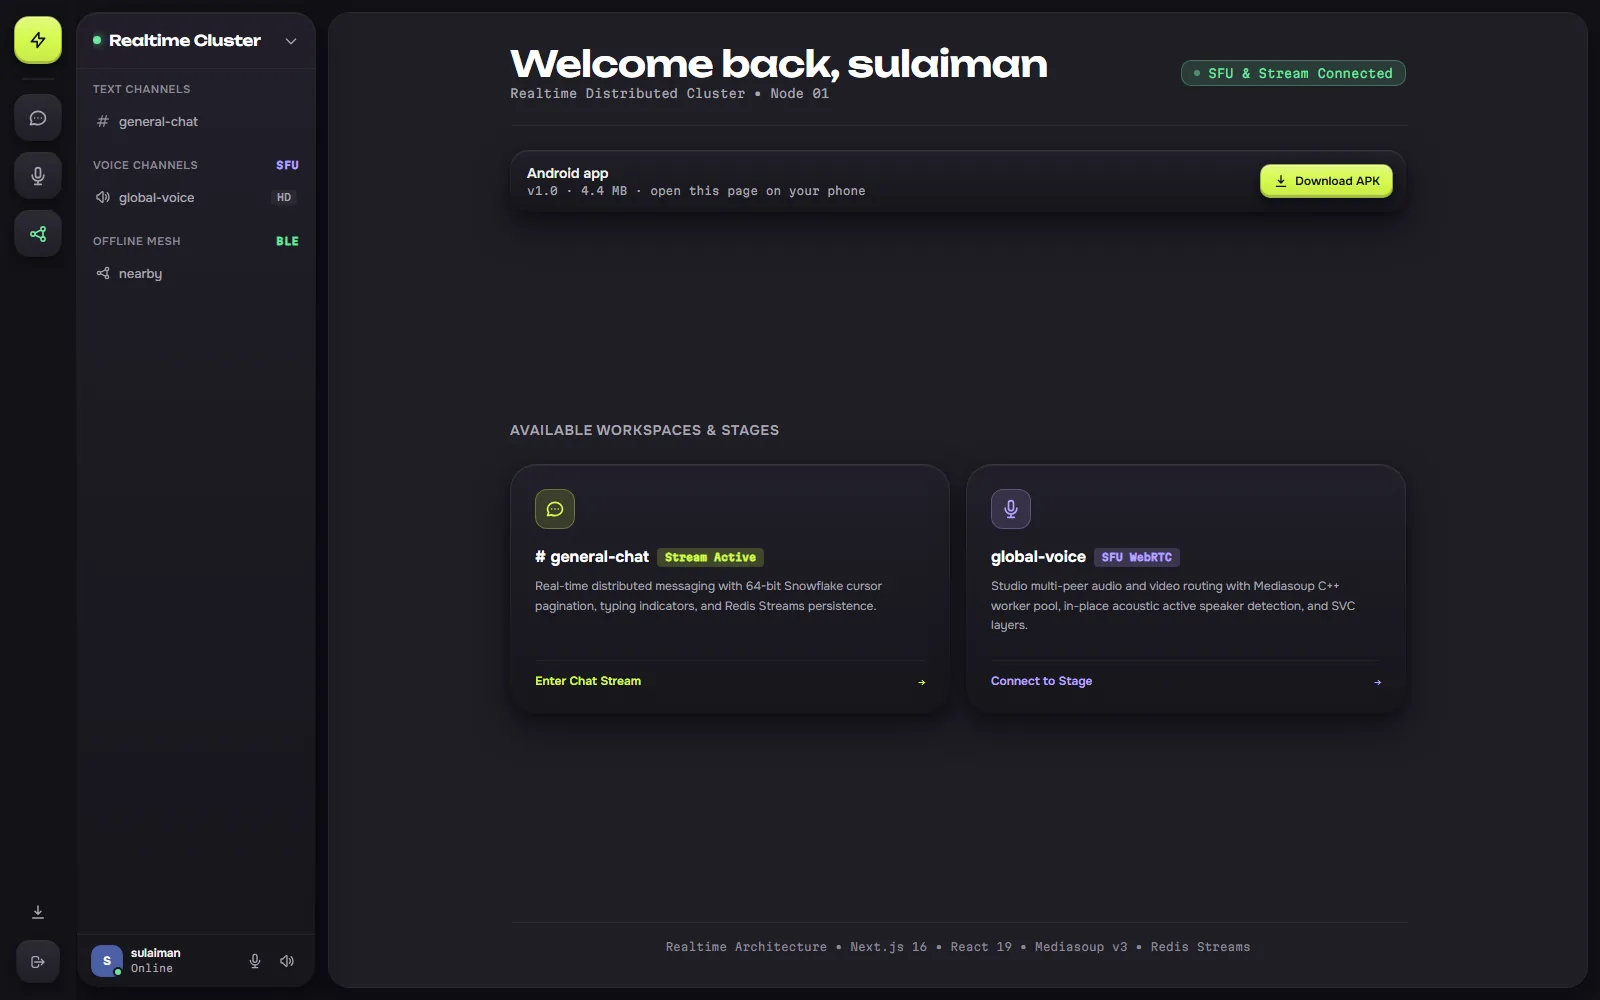 Realtime Cluster
TEXT CHANNELS
# general-chat
VOICE CHANNELS SFU
global-voice HD
OFFLINE MESH BLE
nearby
S
sulaiman
Online
Welcome back, sulaiman
Realtime Distributed Cluster • Node 01
SFU & Stream Connected
Android app
v1.0 · 4.4 MB · open this page on your phone
Download APK
AVAILABLE WORKSPACES & STAGES
# general-chat Stream Active
Real-time distributed messaging with 64-bit Snowflake cursor
pagination, typing indicators, and Redis Streams persistence.
Enter Chat Stream →
global-voice SFU WebRTC
Studio multi-peer audio and video routing with Mediasoup C++
worker pool, in-place acoustic active speaker detection, and SVC
layers.
Connect to Stage →
Realtime Architecture • Next.js 16 • React 19 • Mediasoup v3 • Redis Streams